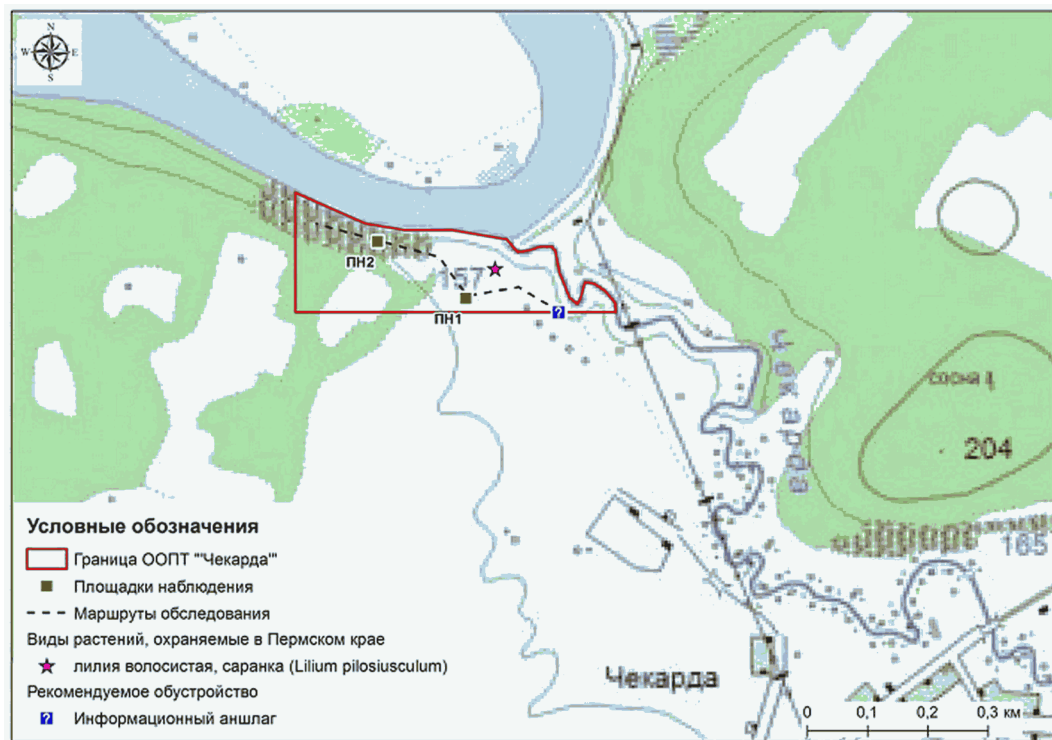 N
W E
S
ПН2
157
ПН1
?
Чекарда
сосна
204
165
Условные обозначения
Граница ООПТ "'Чекарда'"
Площадки наблюдения
Маршруты обследования
Виды растений, охраняемые в Пермском крае
лилия волосистая, саранка (Lilium pilosiusculum)
Рекомендуемое обустройство
? Информационный аншлаг
Чекарда
0 0,1 0,2 0,3 км